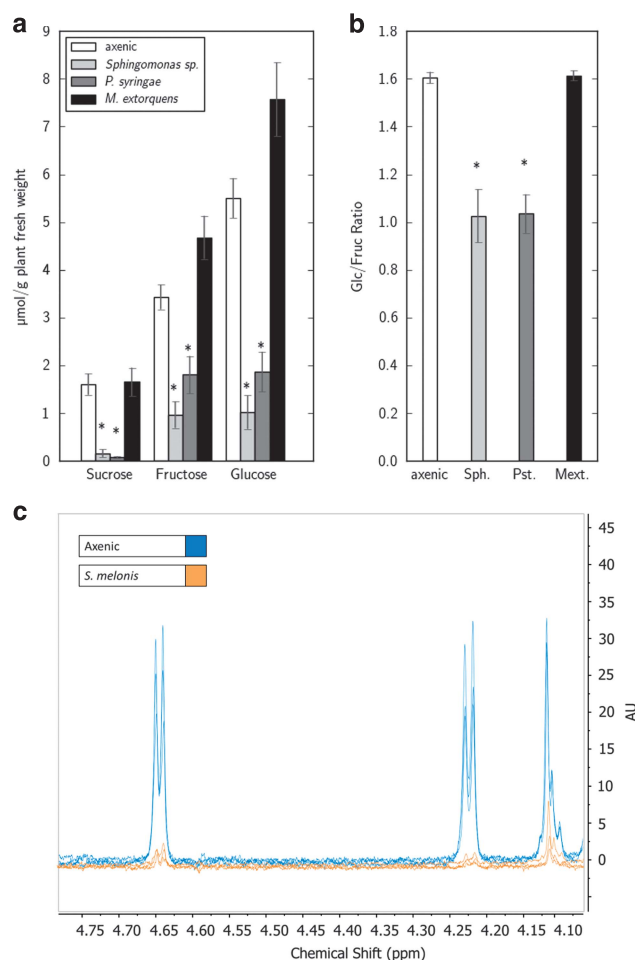 a
μmol/g plant fresh weight
9
8
7
6
5
4
3
2
1
0
axenic
Sphingomonas sp.
P. syringae
M. extorquens
* * * * * *
Sucrose Fructose Glucose
b
Glc/Fruc Ratio
1.8
1.6
1.4
1.2
1.0
0.8
0.6
0.4
0.2
0.0
* *
axenic Sph. Pst. Mext.
c
Axenic
S. melonis
45
40
35
30
25
20
15
10
5
0
AU
4.75 4.70 4.65 4.60 4.55 4.50 4.45 4.40 4.35 4.30 4.25 4.20 4.15 4.10
Chemical Shift (ppm)